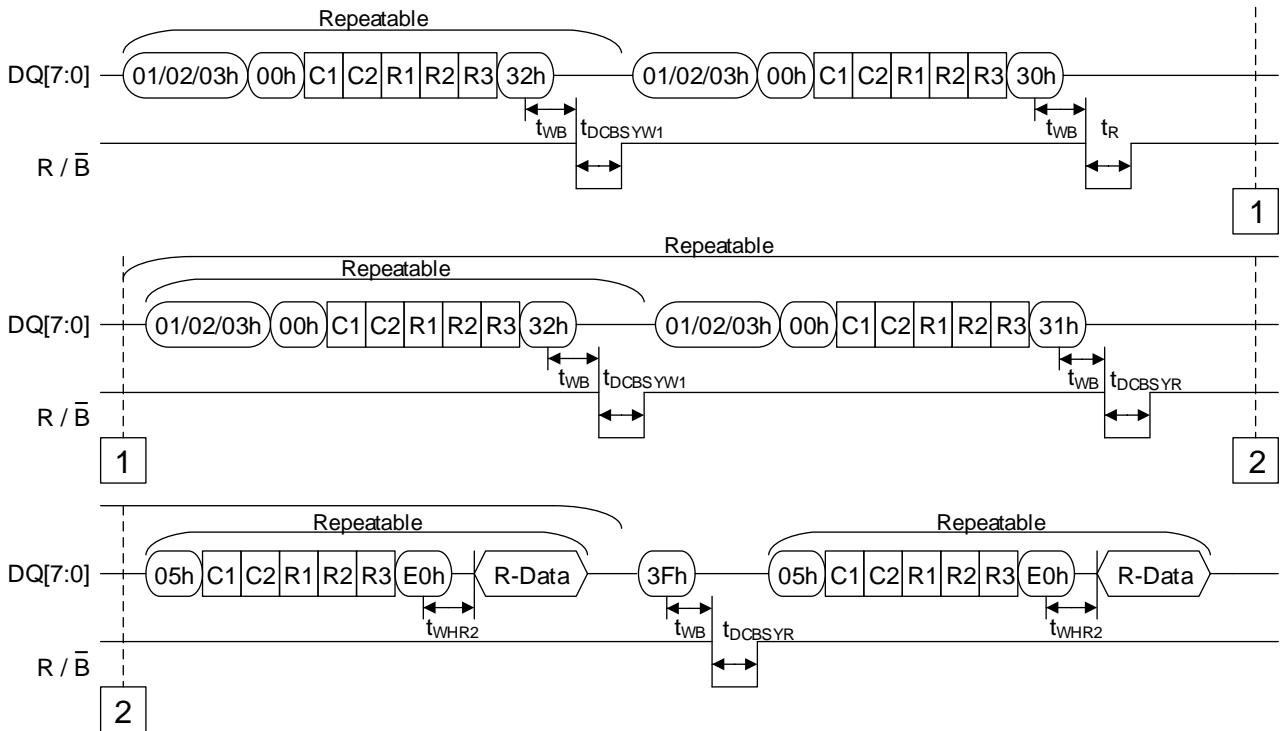 Repeatable
DQ[7:0] 01/02/03h 00h C1 C2 R1 R2 R3 32h 01/02/03h 00h C1 C2 R1 R2 R3 30h
tWB tDCBSYW1 tWB tR
R / B̅
1
Repeatable
Repeatable
DQ[7:0] 01/02/03h 00h C1 C2 R1 R2 R3 32h 01/02/03h 00h C1 C2 R1 R2 R3 31h
tWB tDCBSYW1 tWB tDCBSYR
R / B̅
1 2
Repeatable Repeatable
DQ[7:0] 05h C1 C2 R1 R2 R3 E0h R-Data 3Fh 05h C1 C2 R1 R2 R3 E0h R-Data
tWHR2 tWB tDCBSYR tWHR2
R / B̅
2